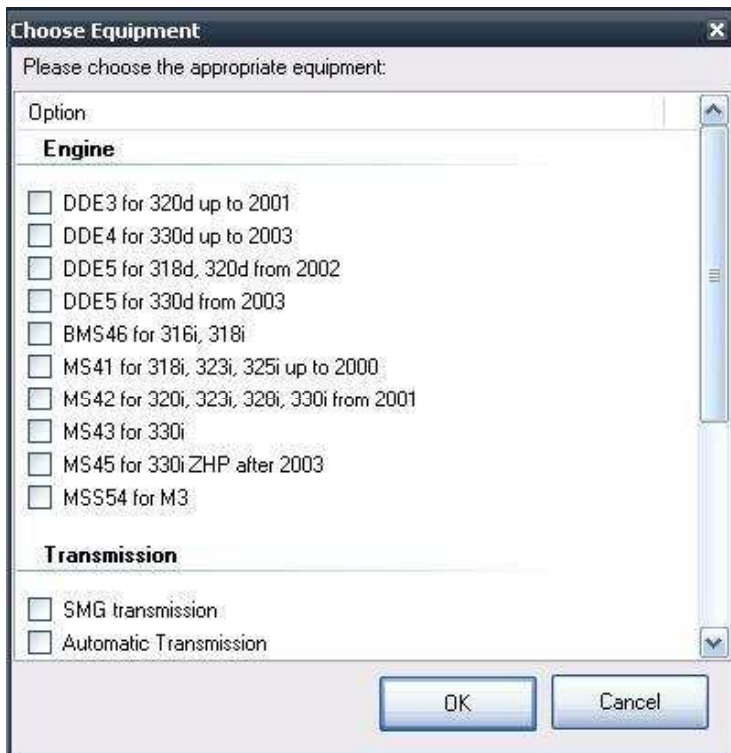 Choose Equipment
Please choose the appropriate equipment:
Option
Engine
DDE3 for 320d up to 2001
DDE4 for 330d up to 2003
DDE5 for 318d, 320d from 2002
DDE5 for 330d from 2003
BMS46 for 316i, 318i
MS41 for 318i, 323i, 325i up to 2000
MS42 for 320i, 323i, 328i, 330i from 2001
MS43 for 330i
MS45 for 330i ZHP after 2003
MSS54 for M3
Transmission
SMG transmission
Automatic Transmission
OK
Cancel